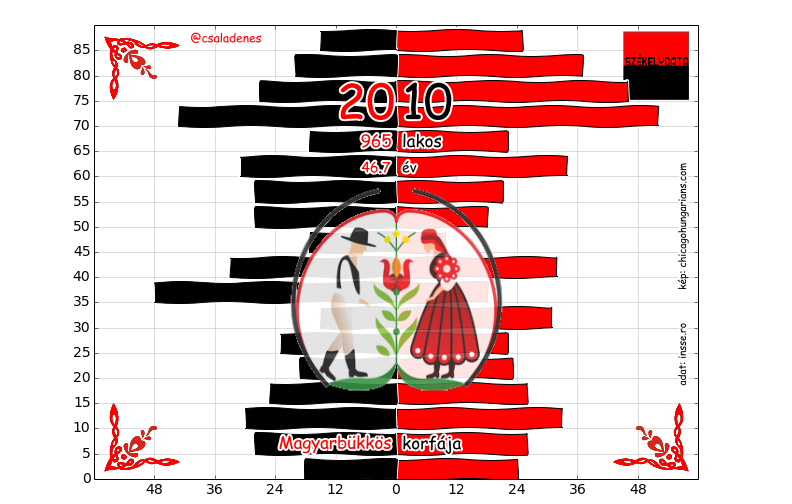 @csaladenes
SZÉKELYDATA
2010
965 lakos
46.7 év
kép: chicagohungarians.com
adat: insse.ro
Magyarbükkös korfája
85
80
75
70
65
60
55
50
45
40
35
30
25
20
15
10
5
0
48 36 24 12 0 12 24 36 48